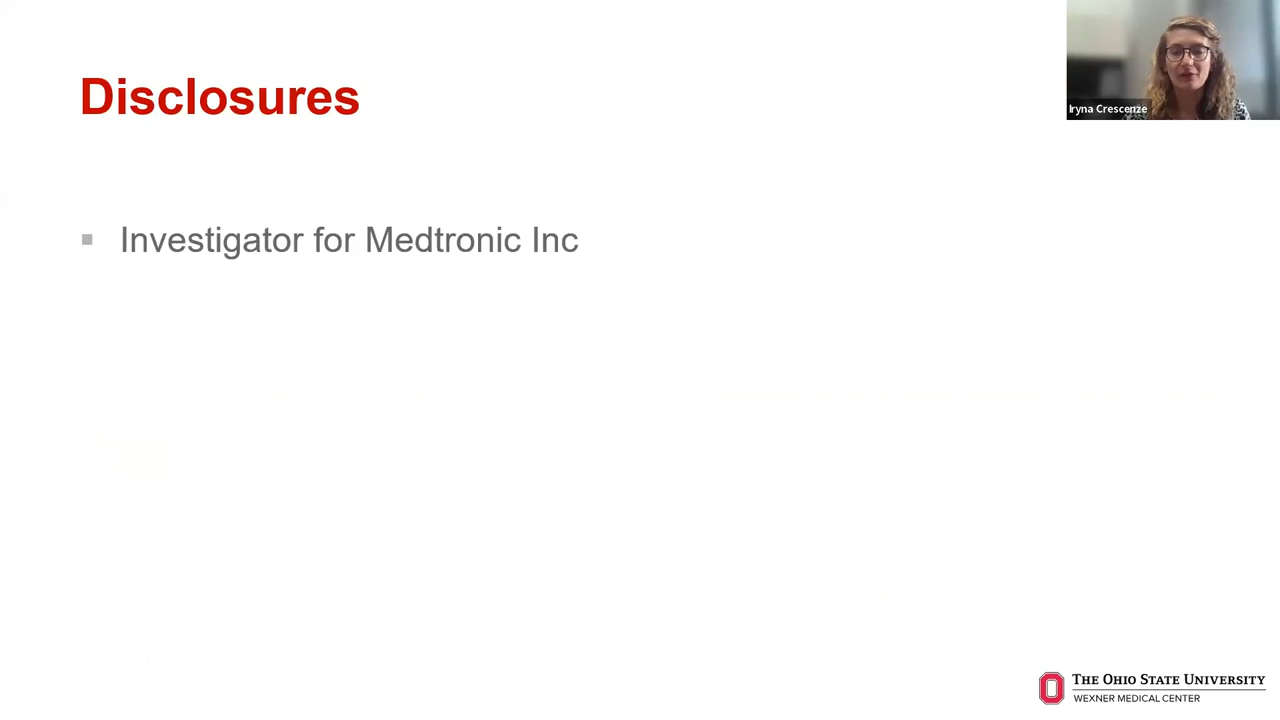 Disclosures
Iryna Crescenze
▪ Investigator for Medtronic Inc
THE OHIO STATE UNIVERSITY
WEXNER MEDICAL CENTER